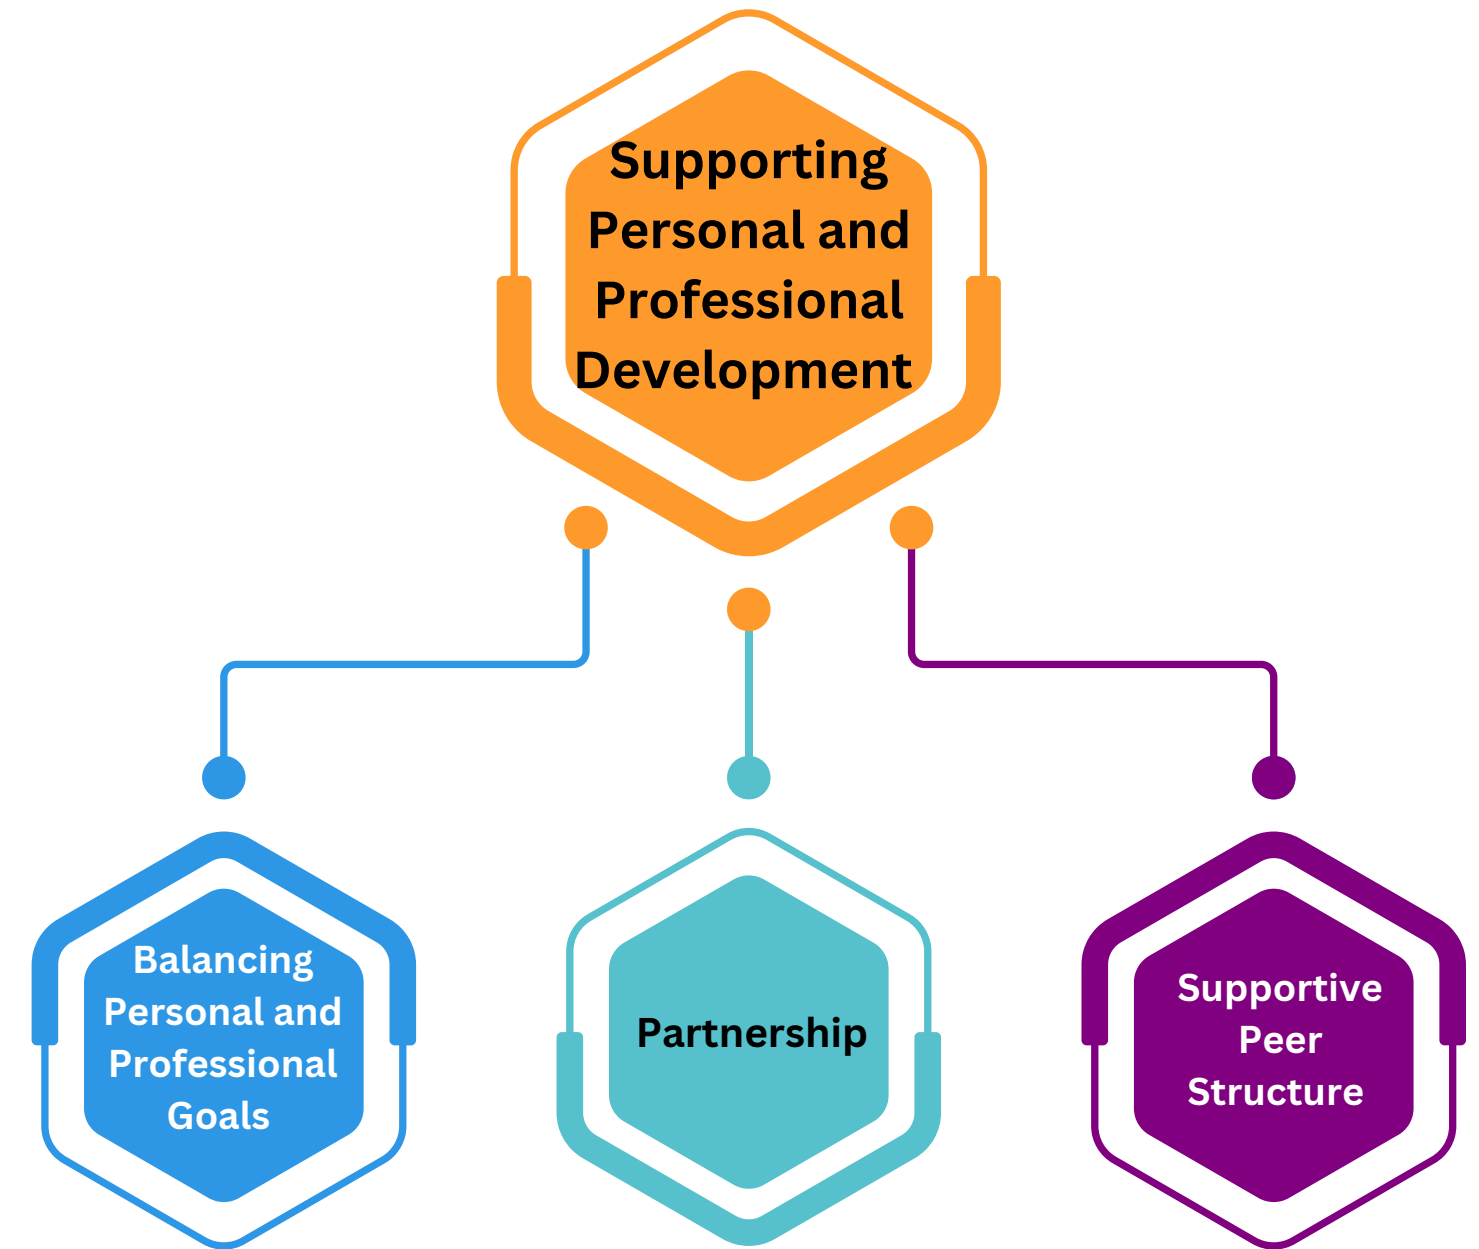 Supporting
Personal and
Professional
Development
Balancing
Personal and
Professional
Goals
Partnership
Supportive
Peer
Structure